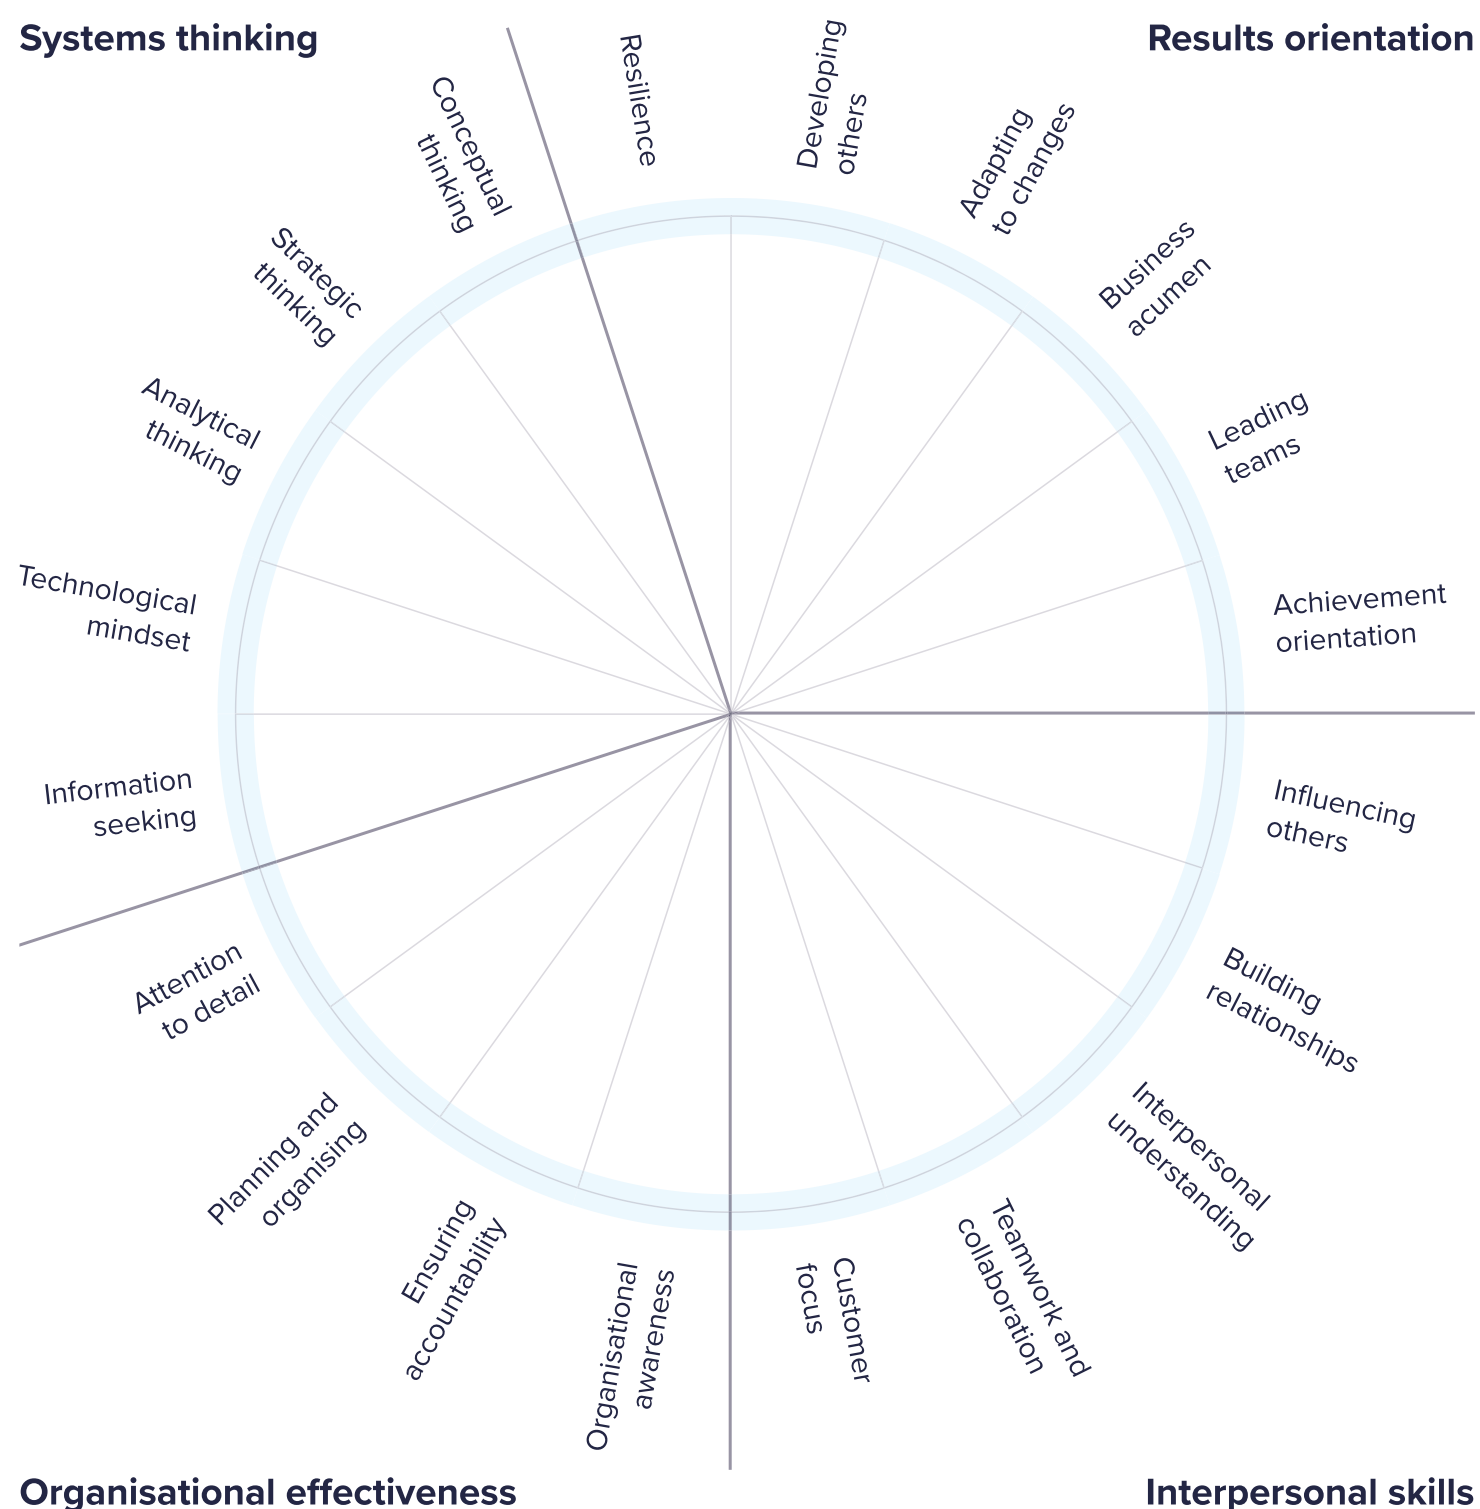 Systems thinking
Results orientation
Resilience
Developing
others
Adapting
to changes
Business
acumen
Leading
teams
Achievement
orientation
Influencing
others
Building
relationships
Interpersonal
understanding
Teamwork and
collaboration
Customer
focus
Organisational
awareness
Ensuring
accountability
Planning and
organising
Attention
to detail
Information
seeking
Technological
mindset
Analytical
thinking
Strategic
thinking
Conceptual
thinking
Organisational effectiveness
Interpersonal skills